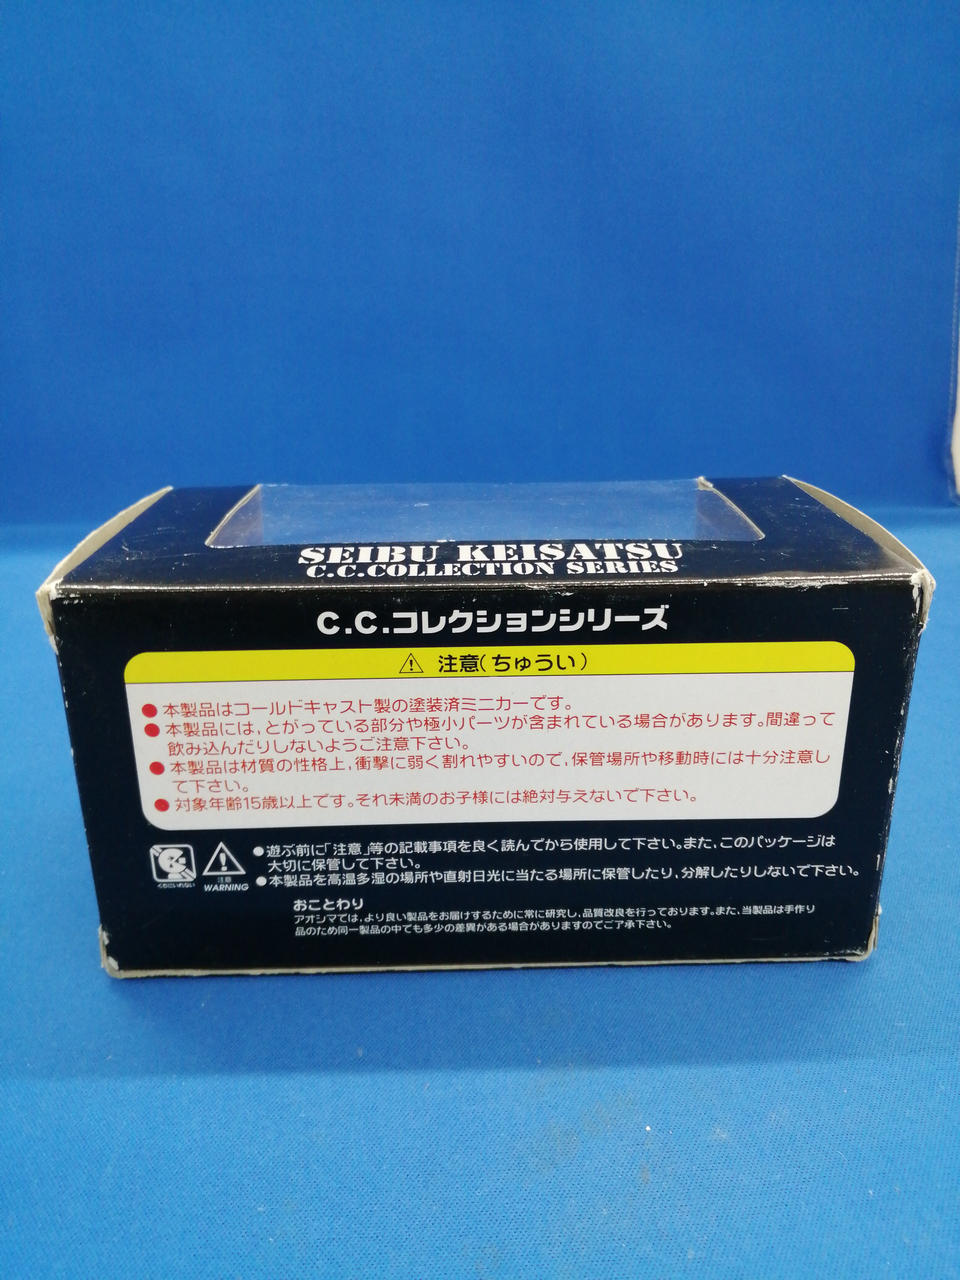 SEIBU KEISATSU
C.C.COLLECTION SERIES
C.C.コレクションシリーズ
注意(ちゅうい)
●本製品はコールドキャスト製の塗装済ミニカーです。
●本製品には、とがっている部分や極小パーツが含まれている場合があります。間違って
飲み込んだりしないようご注意下さい。
●本製品は材質の性格上、衝撃に弱く割れやすいので、保管場所や移動時には十分注意し
て下さい。
●対象年齢15歳以上です。それ未満のお子様には絶対与えないで下さい。
●遊ぶ前に「注意」等の記載事項を良く読んでから使用して下さい。また、このパッケージは
大切に保管して下さい。
●本製品を高温多湿の場所や直射日光に当たる場所に保管したり、分解したりしないで下さい。
くちにいれない
注意
WARNING
おことわり
アオシマでは、より良い製品をお届けするために常に研究し、品質改良を行っております。また、当製品は手作り
品のため同一製品の中でも多少の差異がある場合がありますのでご了承下さい。